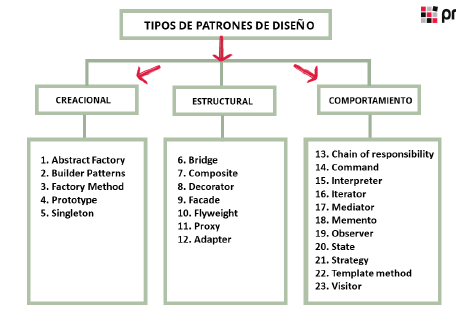 TIPOS DE PATRONES DE DISEÑO
pr
CREACIONAL
ESTRUCTURAL
COMPORTAMIENTO
1. Abstract Factory
2. Builder Patterns
3. Factory Method
4. Prototype
5. Singleton
6. Bridge
7. Composite
8. Decorator
9. Facade
10. Flyweight
11. Proxy
12. Adapter
13. Chain of responsibility
14. Command
15. Interpreter
16. Iterator
17. Mediator
18. Memento
19. Observer
20. State
21. Strategy
22. Template method
23. Visitor